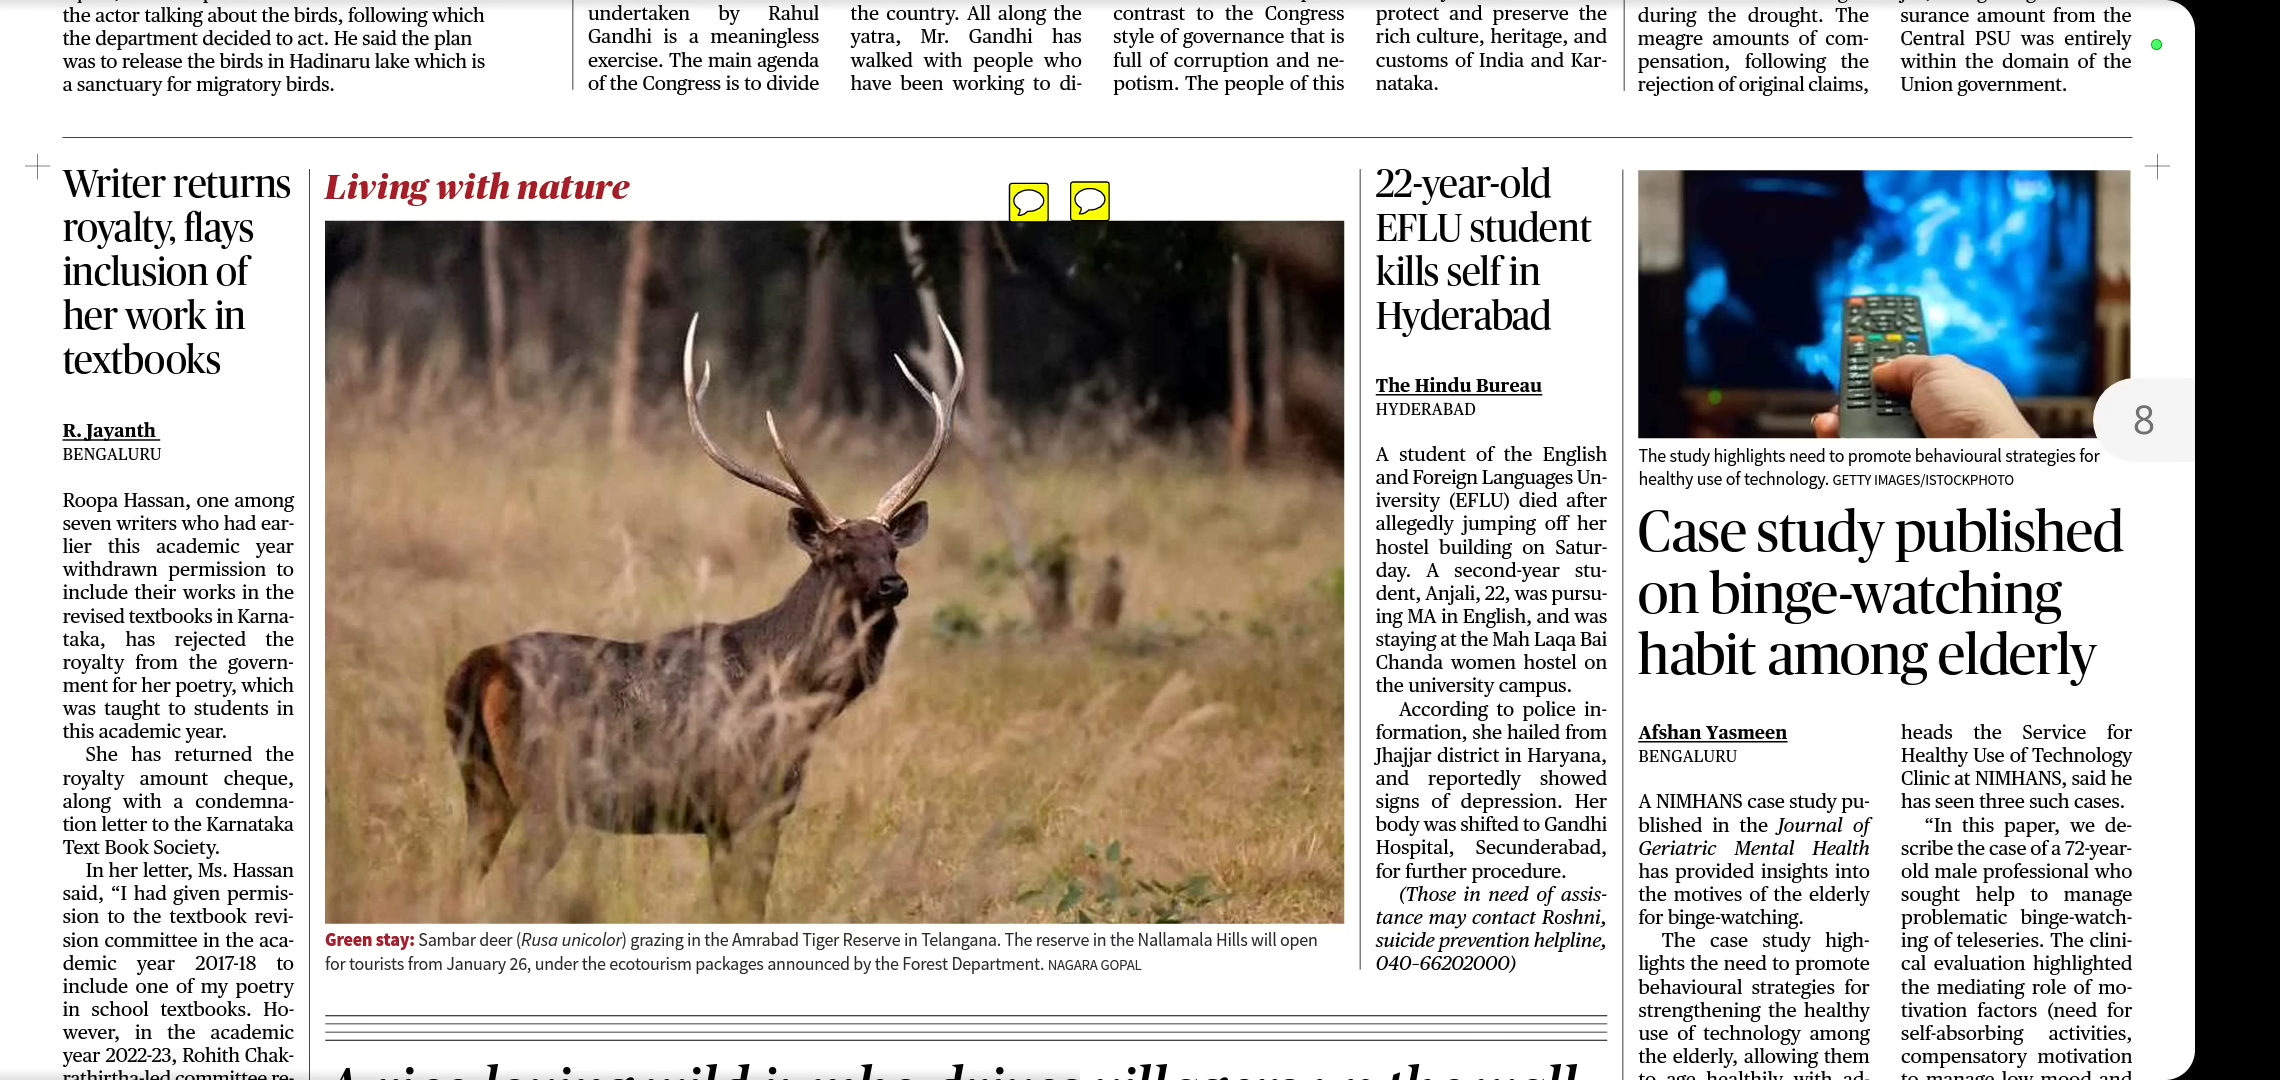 the actor talking about the birds, following which
the department decided to act. He said the plan
was to release the birds in Hadinaru lake which is
a sanctuary for migratory birds.
undertaken by Rahul
Gandhi is a meaningless
exercise. The main agenda
of the Congress is to divide
the country. All along the
yatra, Mr. Gandhi has
walked with people who
have been working to di-
contrast to the Congress
style of governance that is
full of corruption and ne-
potism. The people of this
protect and preserve the
rich culture, heritage, and
customs of India and Kar-
nataka.
during the drought. The
meagre amounts of com-
pensation, following the
rejection of original claims,
surance amount from the
Central PSU was entirely
within the domain of the
Union government.
Writer returns
royalty, flays
inclusion of
her work in
textbooks
R. Jayanth
BENGALURU
Roopa Hassan, one among
seven writers who had ear-
lier this academic year
withdrawn permission to
include their works in the
revised textbooks in Karna-
taka, has rejected the
royalty from the govern-
ment for her poetry, which
was taught to students in
this academic year.
She has returned the
royalty amount cheque,
along with a condemna-
tion letter to the Karnataka
Text Book Society.
In her letter, Ms. Hassan
said, “I had given permis-
sion to the textbook revi-
sion committee in the aca-
demic year 2017-18 to
include one of my poetry
in school textbooks. Ho-
wever, in the academic
year 2022-23, Rohith Chak-
rathirtha-led committee re-
Living with nature
Green stay: Sambar deer (Rusa unicolor) grazing in the Amrabad Tiger Reserve in Telangana. The reserve in the Nallamala Hills will open
for tourists from January 26, under the ecotourism packages announced by the Forest Department. NAGARA GOPAL
22-year-old
EFLU student
kills self in
Hyderabad
The Hindu Bureau
HYDERABAD
A student of the English
and Foreign Languages Un-
iversity (EFLU) died after
allegedly jumping off her
hostel building on Satur-
day. A second-year stu-
dent, Anjali, 22, was pursu-
ing MA in English, and was
staying at the Mah Laqa Bai
Chanda women hostel on
the university campus.
According to police in-
formation, she hailed from
Jhajjar district in Haryana,
and reportedly showed
signs of depression. Her
body was shifted to Gandhi
Hospital, Secunderabad,
for further procedure.
(Those in need of assis-
tance may contact Roshni,
suicide prevention helpline,
040-66202000)
The study highlights need to promote behavioural strategies for
healthy use of technology. GETTY IMAGES/ISTOCKPHOTO
8
Case study published
on binge-watching
habit among elderly
Afshan Yasmeen
BENGALURU
A NIMHANS case study pu-
blished in the Journal of
Geriatric Mental Health
has provided insights into
the motives of the elderly
for binge-watching.
The case study high-
lights the need to promote
behavioural strategies for
strengthening the healthy
use of technology among
the elderly, allowing them
to age healthily with ad-
heads the Service for
Healthy Use of Technology
Clinic at NIMHANS, said he
has seen three such cases.
“In this paper, we de-
scribe the case of a 72-year-
old male professional who
sought help to manage
problematic binge-watch-
ing of teleseries. The clini-
cal evaluation highlighted
the mediating role of mo-
tivation factors (need for
self-absorbing activities,
compensatory motivation
to manage low mood and